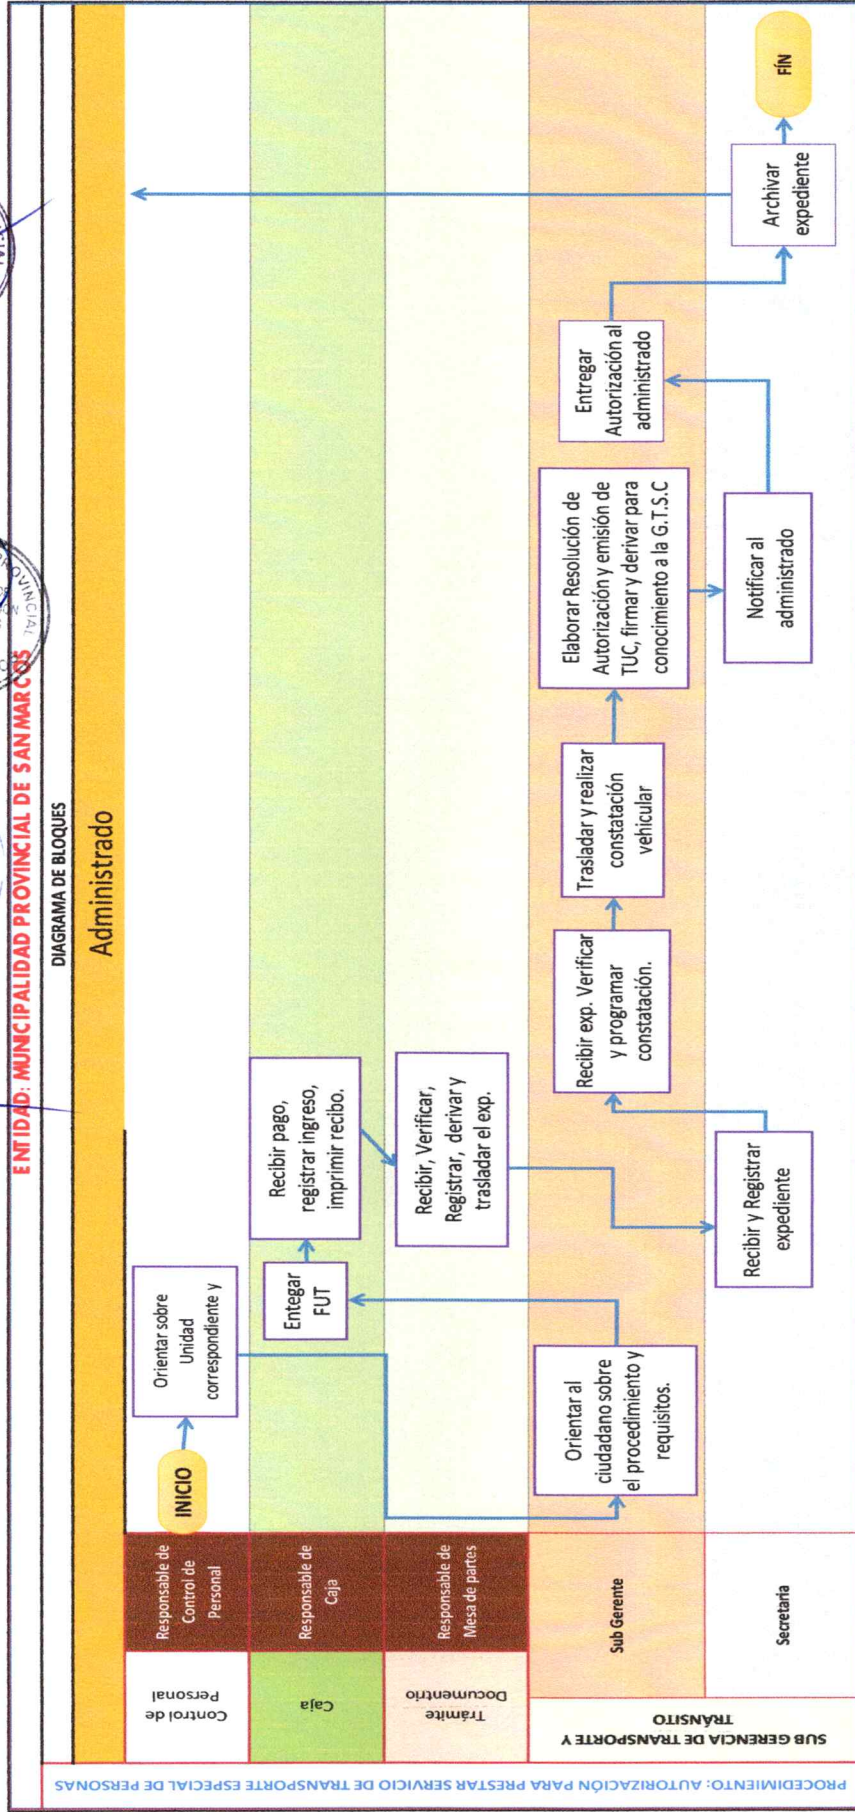 ENTIDAD: MUNICIPALIDAD PROVINCIAL DE SAN MARCOS
DIAGRAMA DE BLOQUES
Administrado
PROCEDIMIENTO: AUTORIZACIÓN PARA PRESTAR SERVICIO DE TRANSPORTE ESPECIAL DE PERSONAS
Control de
Personal
Responsable de
Control de
Personal
INICIO
Orientar sobre
Unidad
correspondiente y
Caja
Responsable de
Caja
Entegar
FUT
Recibir pago,
registrar ingreso,
imprimir recibo.
Trámite
Documentrio
Responsable de
Mesa de partes
Recibir, Verificar,
Registrar, derivar y
trasladar el exp.
SUB GERENCIA DE TRANSPORTE Y
TRÁNSITO
Sub Gerente
Orientar al
ciudadano sobre
el procedimiento y
requisitos.
Recibir exp. Verificar
y programar
constatación.
Trasladar y realizar
constatación
vehicular
Elaborar Resolución de
Autorización y emisión de
TUC, firmar y derivar para
conocimiento a la G.T.S.C
Entregar
Autorización al
administrado
Secretaria
Recibir y Registrar
expediente
Notificar al
administrado
Archivar
expediente
FÍN
PROVINCIAL